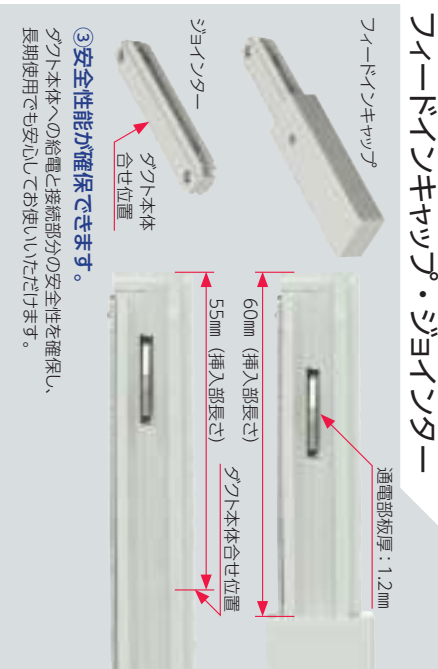 フィードインキャップ・ジョインター
フィードインキャップ
通電部板厚：1.2㎜
60㎜（挿入部長さ）
ジョインター
ダクト本体
合せ位置
55㎜（挿入部長さ）
ダクト本体合せ位置
③安全性能が確保できます。
ダクト本体への給電と接続部分の安全性を確保し、
長期使用でも安心してお使いいただけます。